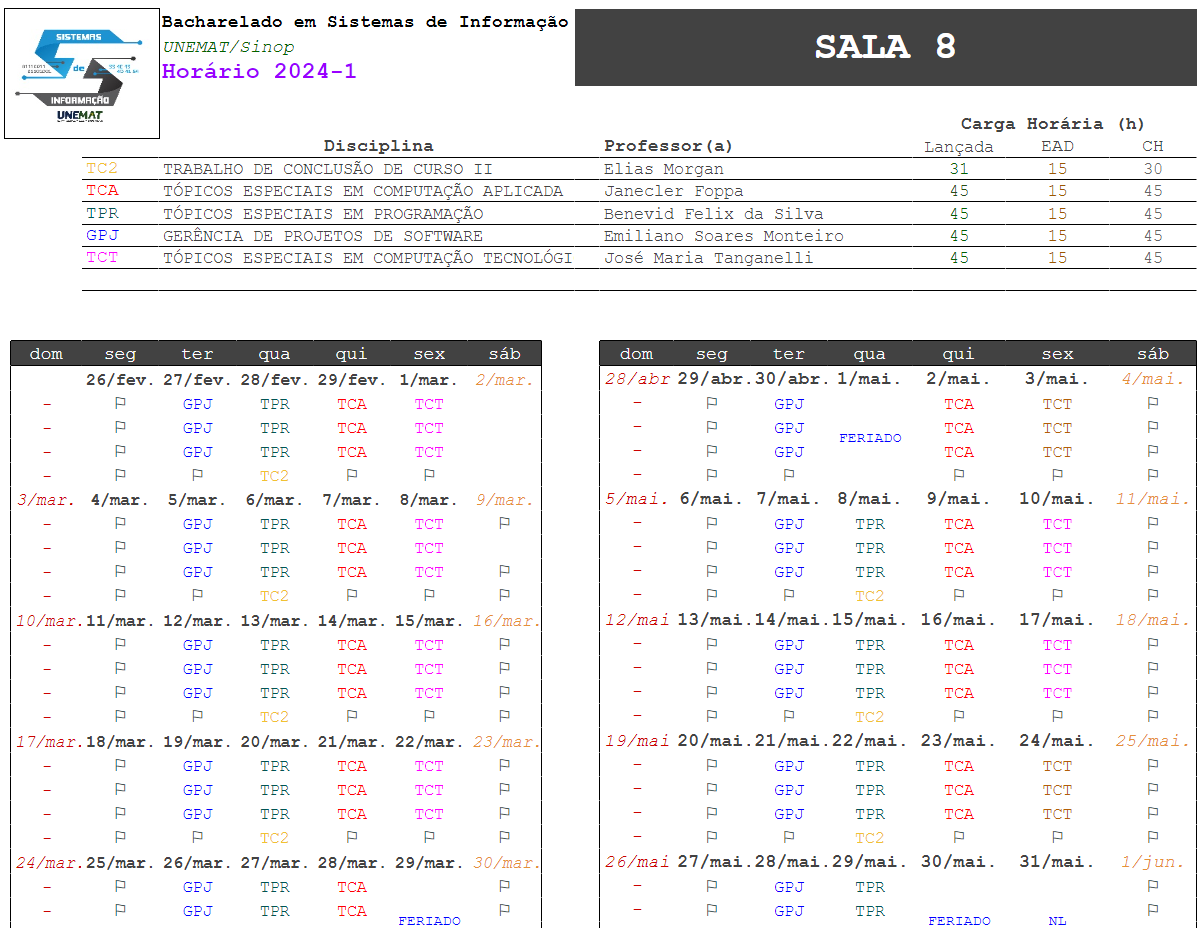 SISTEMAS
de
INFORMAÇÃO
UNEMAT
Bacharelado em Sistemas de Informação
UNEMAT/Sinop
Horário 2024-1
SALA 8
Carga Horária (h)
Disciplina Professor(a) Lançada EAD CH
TC2 TRABALHO DE CONCLUSÃO DE CURSO II Elias Morgan 31 15 30
TCA TÓPICOS ESPECIAIS EM COMPUTAÇÃO APLICADA Janecler Foppa 45 15 45
TPR TÓPICOS ESPECIAIS EM PROGRAMAÇÃO Benevid Felix da Silva 45 15 45
GPJ GERÊNCIA DE PROJETOS DE SOFTWARE Emiliano Soares Monteiro 45 15 45
TCT TÓPICOS ESPECIAIS EM COMPUTAÇÃO TECNOLÓGI José Maria Tanganelli 45 15 45
dom seg ter qua qui sex sáb
26/fev. 27/fev. 28/fev. 29/fev. 1/mar. 2/mar.
- ⚐ GPJ TPR TCA TCT
- ⚐ GPJ TPR TCA TCT
- ⚐ GPJ TPR TCA TCT
- ⚐ ⚐ TC2 ⚐ ⚐
3/mar. 4/mar. 5/mar. 6/mar. 7/mar. 8/mar. 9/mar.
- ⚐ GPJ TPR TCA TCT ⚐
- ⚐ GPJ TPR TCA TCT
- ⚐ GPJ TPR TCA TCT ⚐
- ⚐ ⚐ TC2 ⚐ ⚐ ⚐
10/mar. 11/mar. 12/mar. 13/mar. 14/mar. 15/mar. 16/mar.
- ⚐ GPJ TPR TCA TCT ⚐
- ⚐ GPJ TPR TCA TCT ⚐
- ⚐ GPJ TPR TCA TCT ⚐
- ⚐ ⚐ TC2 ⚐ ⚐ ⚐
17/mar. 18/mar. 19/mar. 20/mar. 21/mar. 22/mar. 23/mar.
- ⚐ GPJ TPR TCA TCT ⚐
- ⚐ GPJ TPR TCA TCT ⚐
- ⚐ GPJ TPR TCA TCT ⚐
- ⚐ ⚐ TC2 ⚐ ⚐ ⚐
24/mar. 25/mar. 26/mar. 27/mar. 28/mar. 29/mar. 30/mar.
- ⚐ GPJ TPR TCA ⚐
- ⚐ GPJ TPR TCA ⚐
FERIADO
dom seg ter qua qui sex sáb
28/abr 29/abr. 30/abr. 1/mai. 2/mai. 3/mai. 4/mai.
- ⚐ GPJ TCA TCT ⚐
- ⚐ GPJ TCA TCT ⚐
FERIADO
- ⚐ GPJ TCA TCT ⚐
- ⚐ ⚐ ⚐ ⚐ ⚐
5/mai. 6/mai. 7/mai. 8/mai. 9/mai. 10/mai. 11/mai.
- ⚐ GPJ TPR TCA TCT ⚐
- ⚐ GPJ TPR TCA TCT ⚐
- ⚐ GPJ TPR TCA TCT ⚐
- ⚐ ⚐ TC2 ⚐ ⚐ ⚐
12/mai 13/mai. 14/mai. 15/mai. 16/mai. 17/mai. 18/mai.
- ⚐ GPJ TPR TCA TCT ⚐
- ⚐ GPJ TPR TCA TCT ⚐
- ⚐ GPJ TPR TCA TCT ⚐
- ⚐ ⚐ TC2 ⚐ ⚐ ⚐
19/mai 20/mai. 21/mai. 22/mai. 23/mai. 24/mai. 25/mai.
- ⚐ GPJ TPR TCA TCT ⚐
- ⚐ GPJ TPR TCA TCT ⚐
- ⚐ GPJ TPR TCA TCT ⚐
- ⚐ ⚐ TC2 ⚐ ⚐ ⚐
26/mai 27/mai. 28/mai. 29/mai. 30/mai. 31/mai. 1/jun.
- ⚐ GPJ TPR ⚐
- ⚐ GPJ TPR ⚐
FERIADO NL